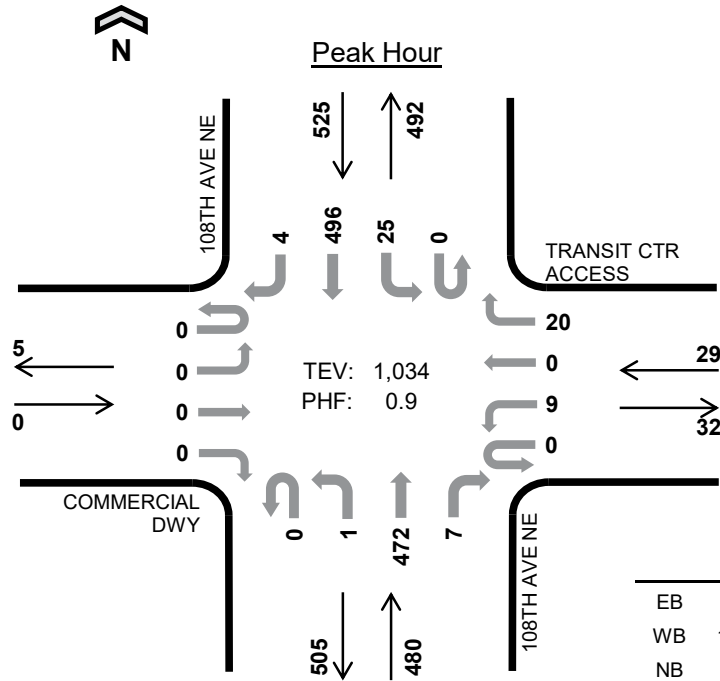 N
Peak Hour
525
492
108TH AVE NE
4
496
25
0
TRANSIT CTR
ACCESS
0
20
5
0
TEV: 1,034
0
29
0
0
PHF: 0.9
9
32
0
0
COMMERCIAL
DWY
0
1
472
7
108TH AVE NE
505
480
EB
WB
NB